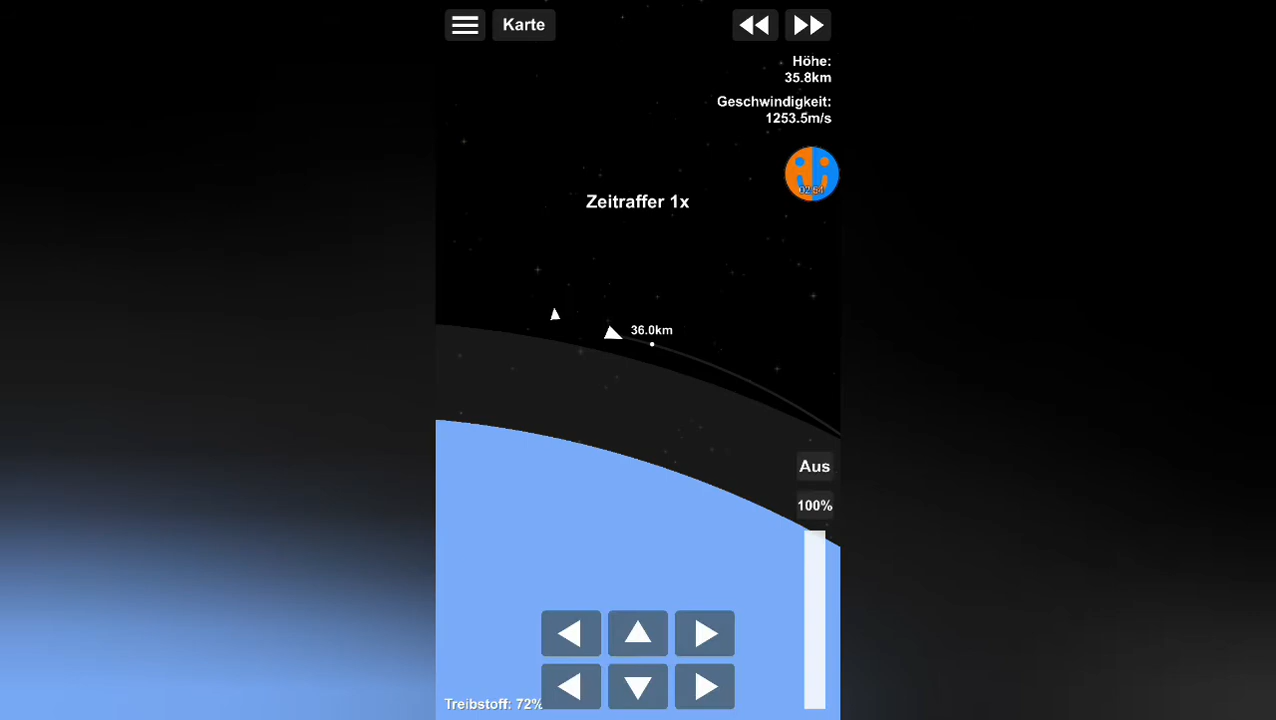 Karte
Höhe:
35.8km
Geschwindigkeit:
1253.5m/s
Zeitraffer 1x
36.0km
Aus
100%
Treibstoff: 72%